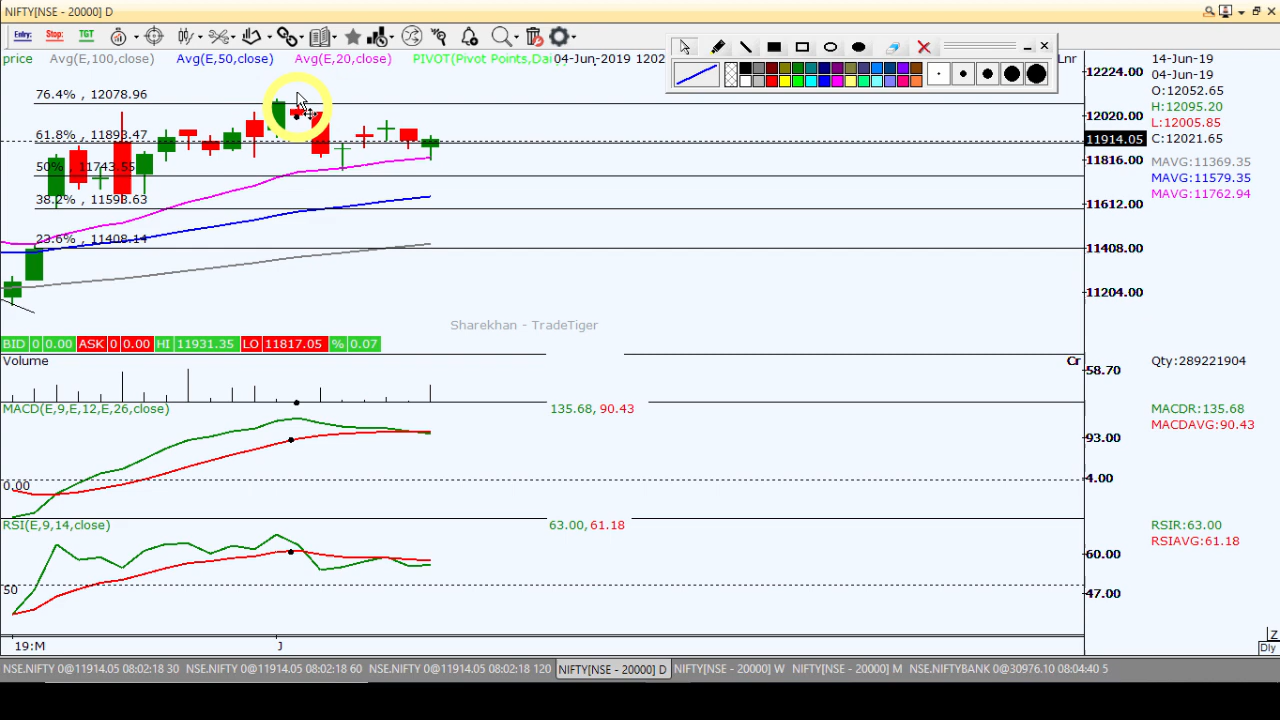 NIFTY[NSE - 20000] D
Entry: Stop: TGT
price Avg(E,100,close) Avg(E,50,close) Avg(E,20,close) PIVOT(Pivot Points,Dai 04-Jun-2019 1202 Lnr
14-Jun-19
04-Jun-19
O:12052.65
H:12095.20
L:12005.85
C:12021.65
MAVG:11369.35
MAVG:11579.35
MAVG:11762.94
12224.00
12020.00
11914.05
11816.00
11612.00
11408.00
11204.00
76.4% , 12078.96
61.8% , 11893.47
50% , 11743.55
38.2% , 11593.63
23.6% , 11408.14
Sharekhan - TradeTiger
BID 0 0.00 ASK 0 0.00 HI 11931.35 LO 11817.05 % 0.07
Volume Cr
58.70
Qty:289221904
MACD(E,9,E,12,E,26,close) 135.68, 90.43
MACDR:135.68
MACDAVG:90.43
93.00
4.00
0.00
RSI(E,9,14,close) 63.00, 61.18
RSIR:63.00
RSIAVG:61.18
60.00
47.00
50
19:M J
Z
Dly
NSE.NIFTY 0@11914.05 08:02:18 30 NSE.NIFTY 0@11914.05 08:02:18 60 NSE.NIFTY 0@11914.05 08:02:18 120 NIFTY[NSE - 20000] D NIFTY[NSE - 20000] W NIFTY[NSE - 20000] M NSE.NIFTYBANK 0@30976.10 08:04:40 5